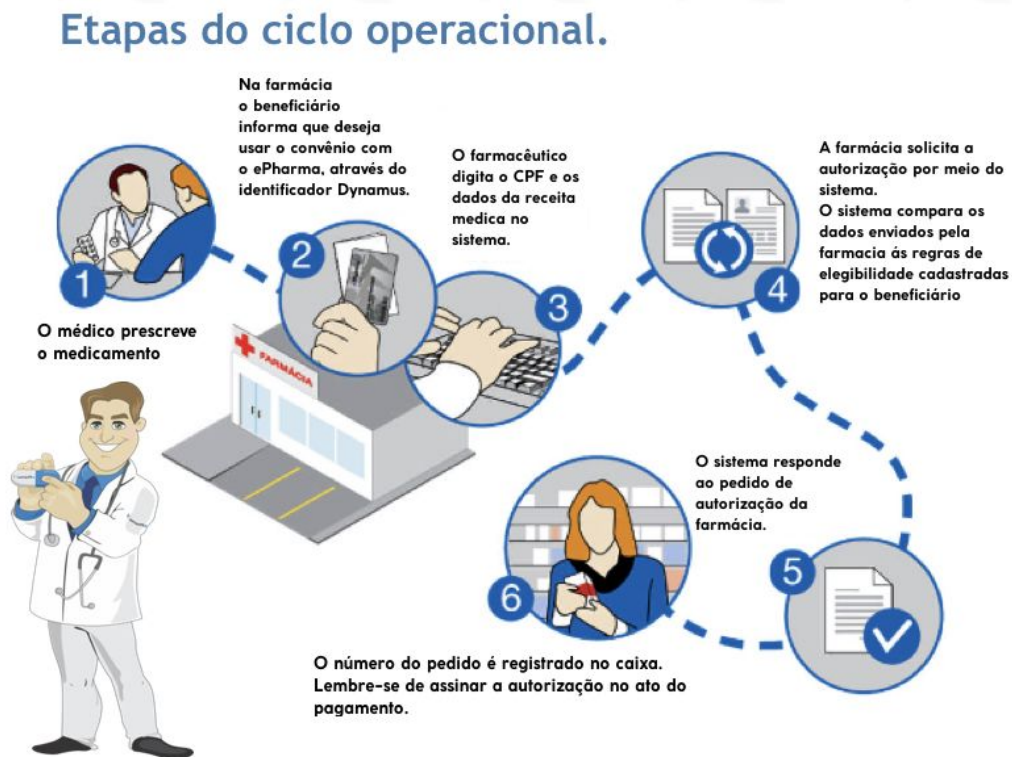 Etapas do ciclo operacional.
Na farmácia
o beneficiário
informa que deseja
usar o convênio com
o ePharma, através do
identificador Dynamus.
O farmacêutico
digita o CPF e os
dados da receita
medica no
sistema.
A farmácia solicita a
autorização por meio do
sistema.
O sistema compara os
dados enviados pela
farmacia ás regras de
elegibilidade cadastradas
para o beneficiário
1
2
3
4
O médico prescreve
o medicamento
FARMÁCIA
O sistema responde
ao pedido de
autorização da
farmácia.
5
6
O número do pedido é registrado no caixa.
Lembre-se de assinar a autorização no ato do
pagamento.